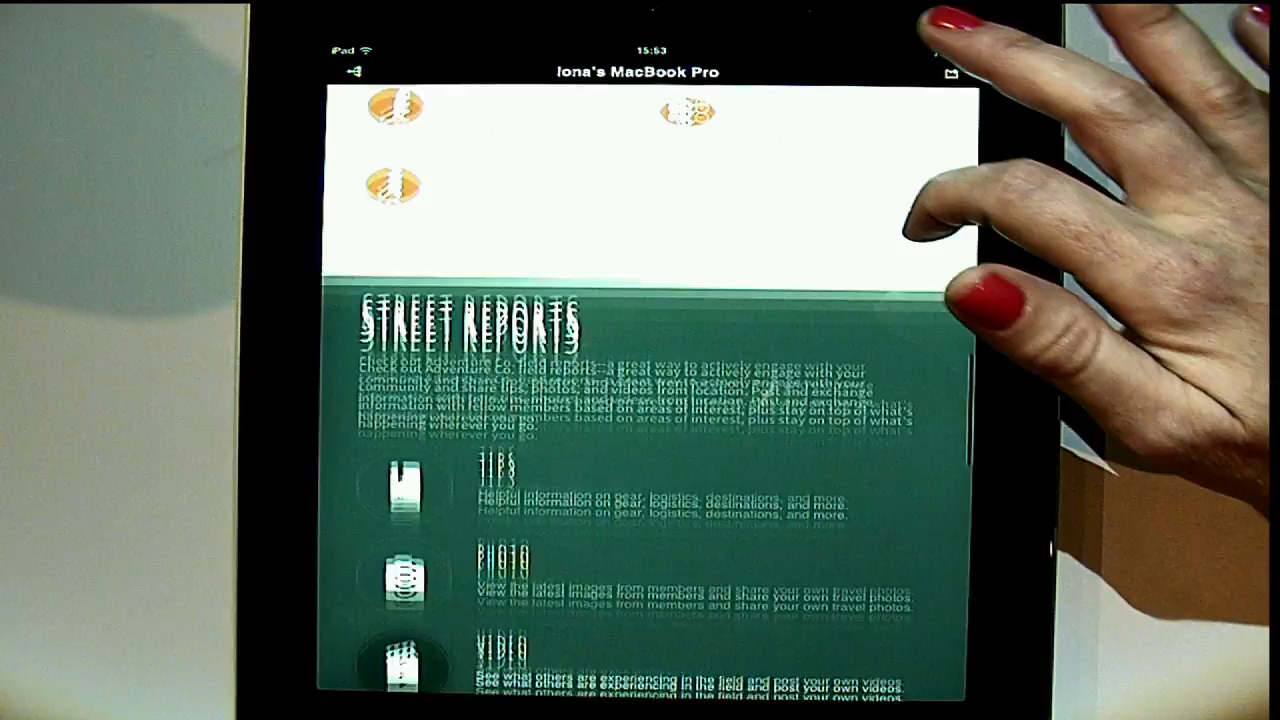 iPad
15:53
Iona's MacBook Pro
STREET REPORTS
Check out Adventure Co. field reports--a great way to actively engage with your
community and share tips, photos, and videos from
information with fellow members based on areas of interest, plus stay on top of what's
happening wherever you go.
TIPS
Helpful information on gear, logistics, destinations, and more.
PHOTO
View the latest images from members and share your own travel photos.
VIDEO
See what others are experiencing in the field and post your own videos.